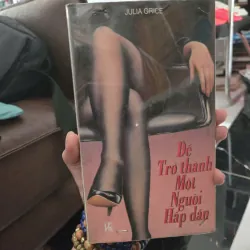 JULIA GRICE
Để
Trở thành
Một
Người
Hấp dẫn